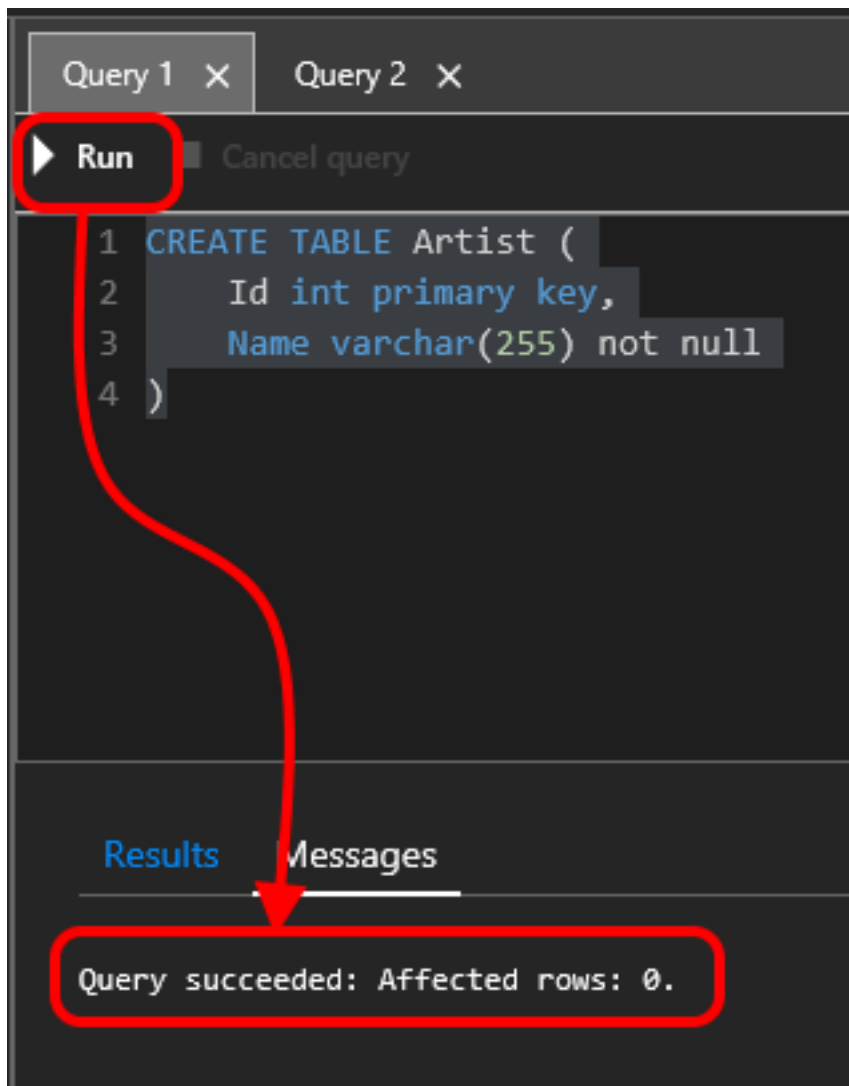 Query 1 × Query 2 ×
Run Cancel query
1 CREATE TABLE Artist (
2 Id int primary key,
3 Name varchar(255) not null
4 )
Results Messages
Query succeeded: Affected rows: 0.